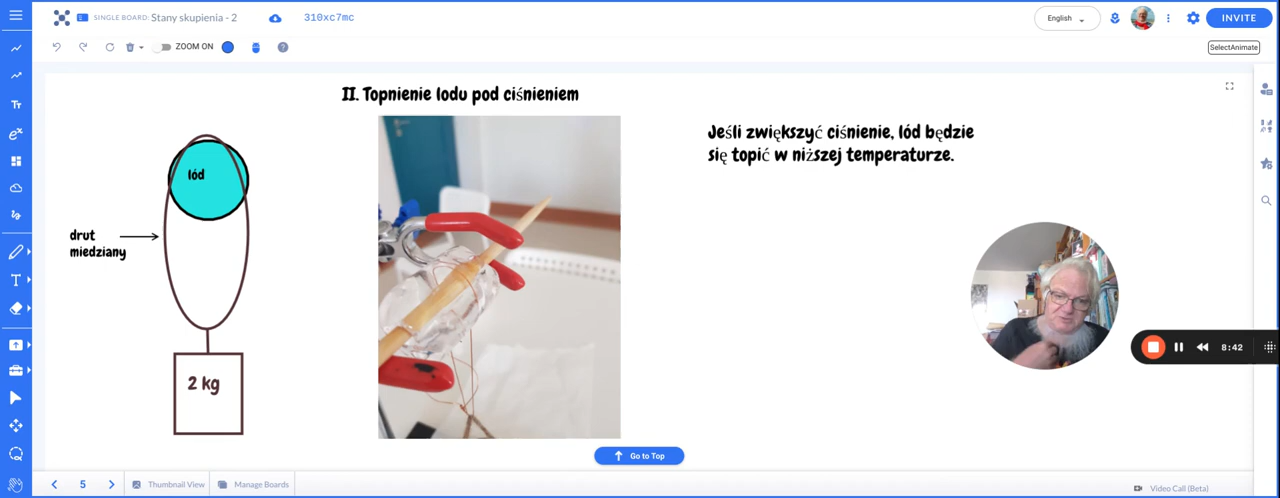 SINGLE BOARD: Stany skupienia - 2
310xc7mc
English
INVITE
ZOOM ON
SelectAnimate
II. Topnienie lodu pod ciśnieniem
Jeśli zwiększyć ciśnienie, lód będzie
się topić w niższej temperaturze.
lód
drut
miedziany
2 kg
8:42
Go to Top
5
Thumbnail View
Manage Boards
Video Call (Beta)